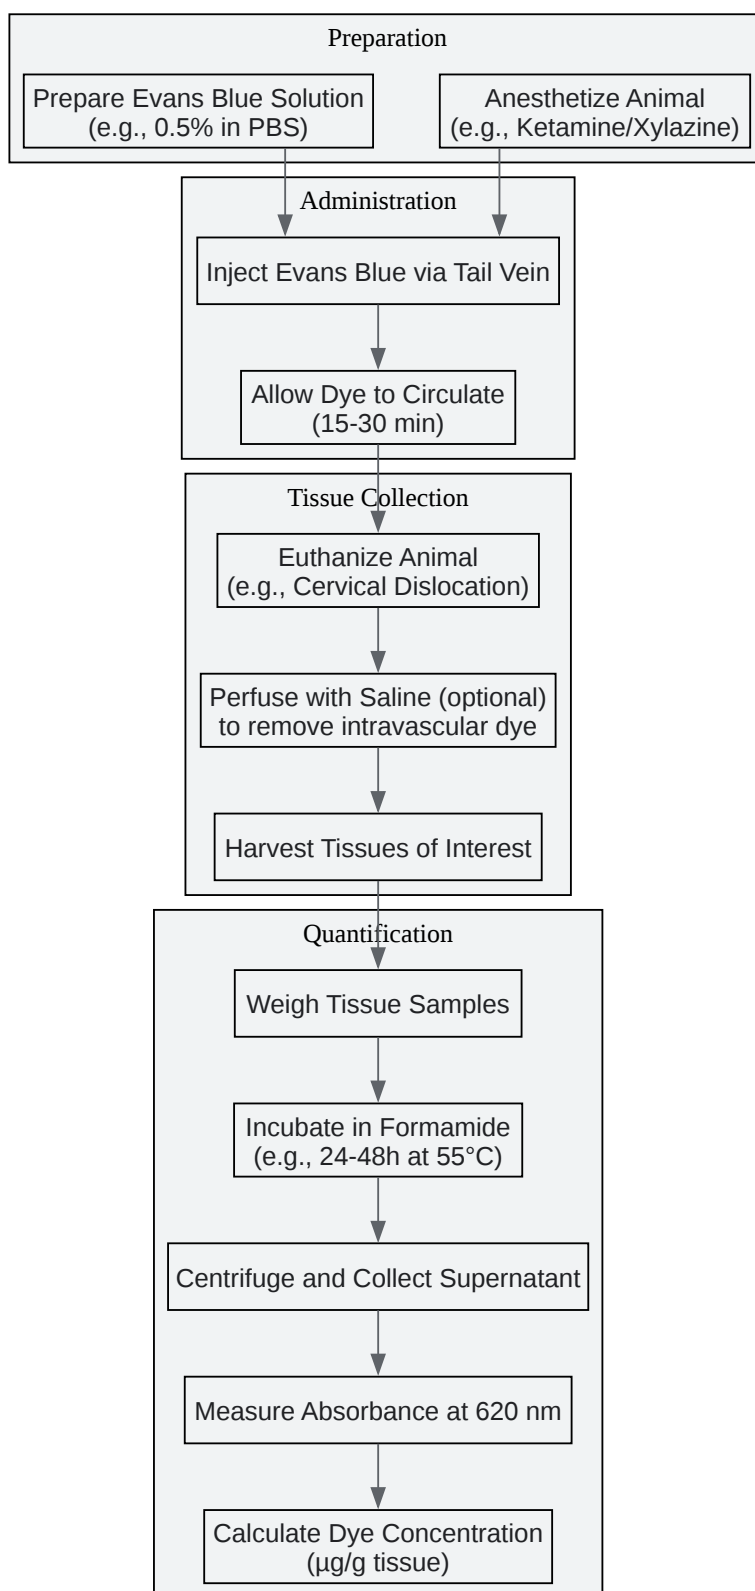 Preparation
Prepare Evans Blue Solution
(e.g., 0.5% in PBS)
Anesthetize Animal
(e.g., Ketamine/Xylazine)
Administration
Inject Evans Blue via Tail Vein
Allow Dye to Circulate
(15-30 min)
Tissue Collection
Euthanize Animal
(e.g., Cervical Dislocation)
Perfuse with Saline (optional)
to remove intravascular dye
Harvest Tissues of Interest
Quantification
Weigh Tissue Samples
Incubate in Formamide
(e.g., 24-48h at 55°C)
Centrifuge and Collect Supernatant
Measure Absorbance at 620 nm
Calculate Dye Concentration
(µg/g tissue)